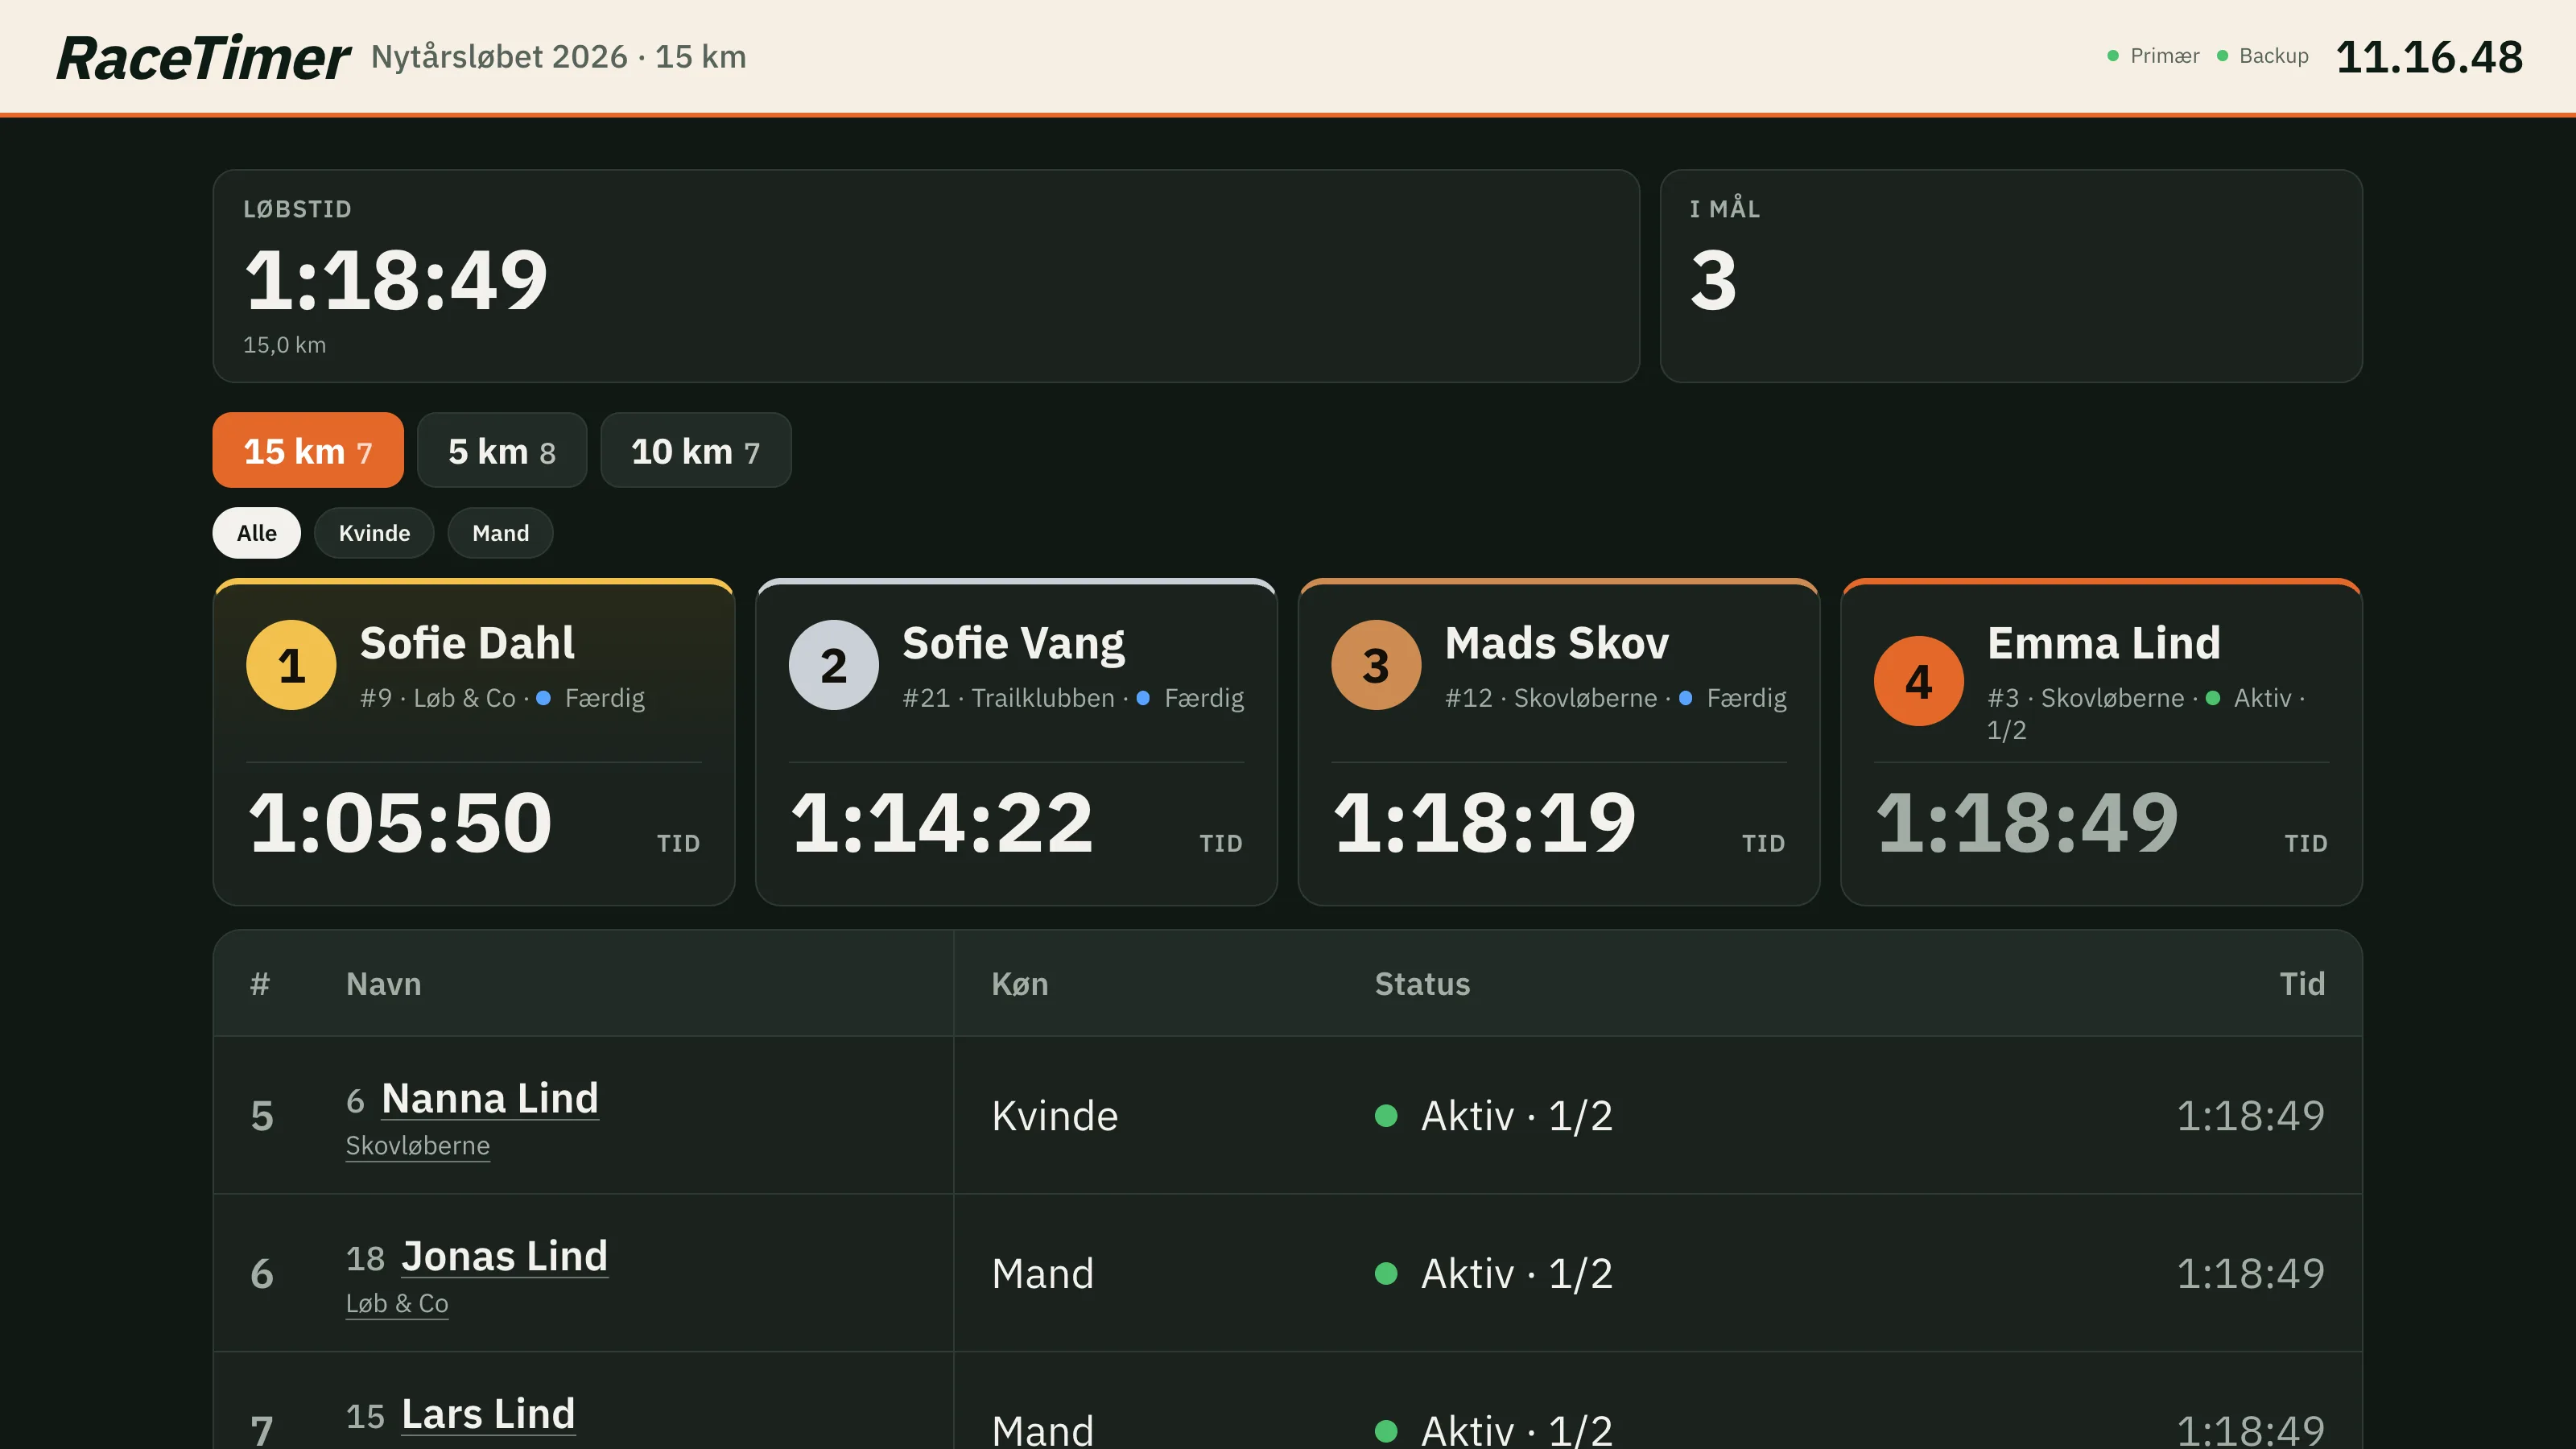 RaceTimer Nytårsløbet 2026 · 15 km
Primær Backup 11.16.48
LØBSTID
1:18:49
15,0 km
I MÅL
3
15 km 7
5 km 8
10 km 7
Alle
Kvinde
Mand
1
Sofie Dahl
#9 · Løb & Co · Færdig
1:05:50 TID
2
Sofie Vang
#21 · Trailklubben · Færdig
1:14:22 TID
3
Mads Skov
#12 · Skovløberne · Færdig
1:18:19 TID
4
Emma Lind
#3 · Skovløberne · Aktiv ·
1/2
1:18:49 TID
# Navn Køn Status Tid
5 6 Nanna Lind Kvinde Aktiv · 1/2 1:18:49
Skovløberne
6 18 Jonas Lind Mand Aktiv · 1/2 1:18:49
Løb & Co
7 15 Lars Lind Mand Aktiv · 1/2 1:18:49